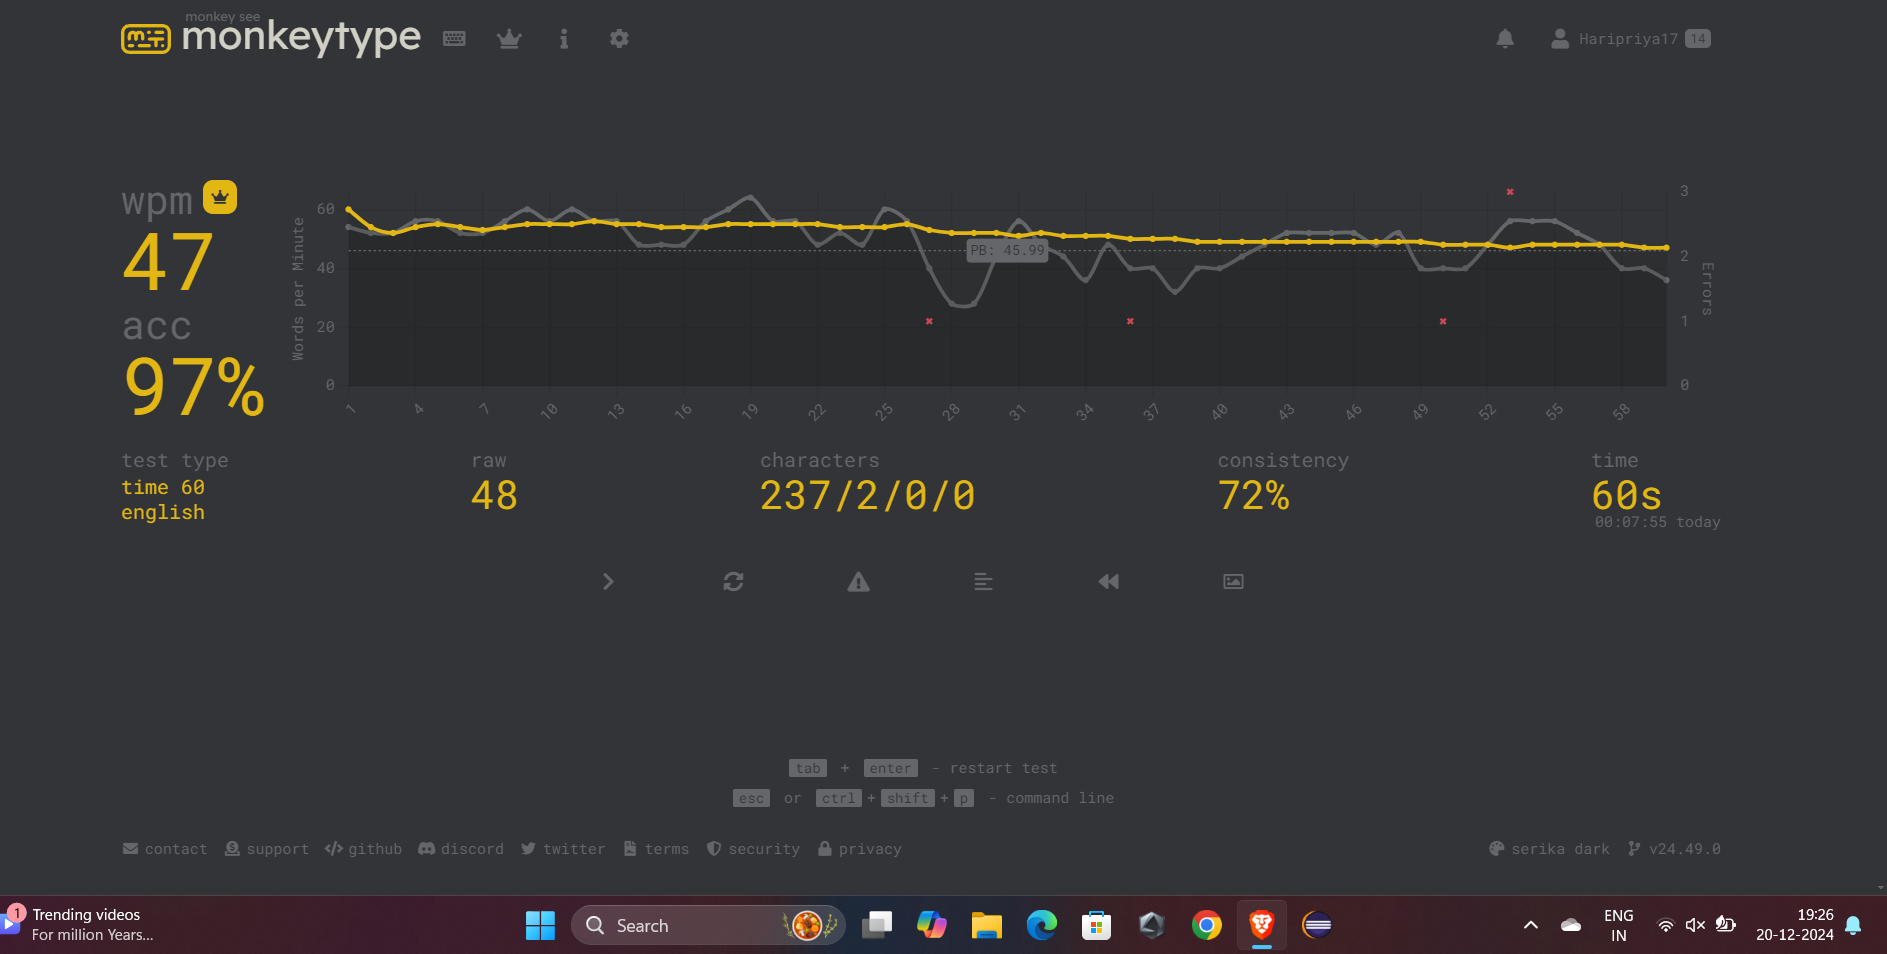 monkey see
monkeytype
Haripriya17 14
wpm
47
acc
97%
Words per Minute
60
40
20
0
PB: 45.99
3
2
1
0
Errors
1 4 7 10 13 16 19 22 25 28 31 34 37 40 43 46 49 52 55 58
test type
time 60
english
raw
48
characters
237/2/0/0
consistency
72%
time
60s
00:07:55 today
tab + enter - restart test
esc or ctrl + shift + p - command line
contact support github discord twitter terms security privacy
serika dark v24.49.0
1
Trending videos
For million Years...
Search
ENG
IN
19:26
20-12-2024